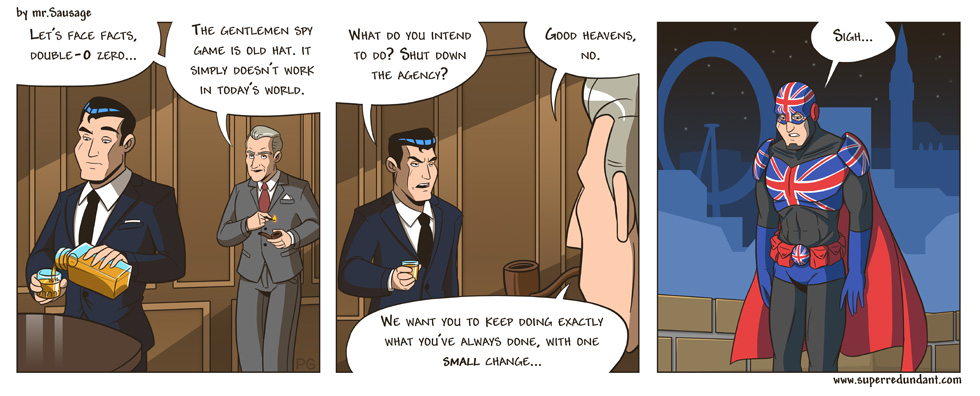 by mr.Sausage
Let's face facts,
double-0 zero...
The gentlemen spy
game is old hat. It
simply doesn't work
in today's world.
What do you intend
to do? Shut down
the agency?
Good heavens,
no.
We want you to keep doing exactly
what you've always done, with one
small change...
Sigh...
PG
www.superredundant.com